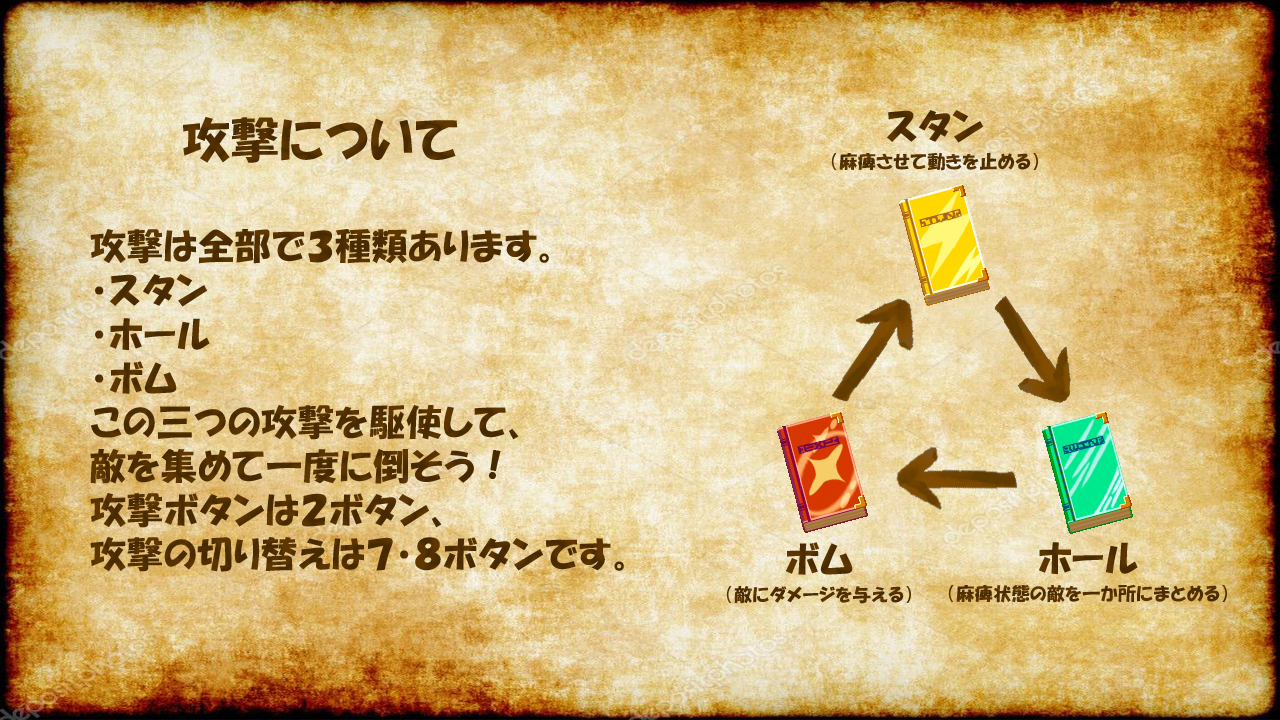 攻撃について
攻撃は全部で3種類あります。
・スタン
・ホール
・ボム
この三つの攻撃を駆使して、
敵を集めて一度に倒そう！
攻撃ボタンは2ボタン、
攻撃の切り替えは7・8ボタンです。
スタン
（麻痺させて動きを止める）
ボム
（敵にダメージを与える）
ホール
（麻痺状態の敵を一か所にまとめる）
depositphotos